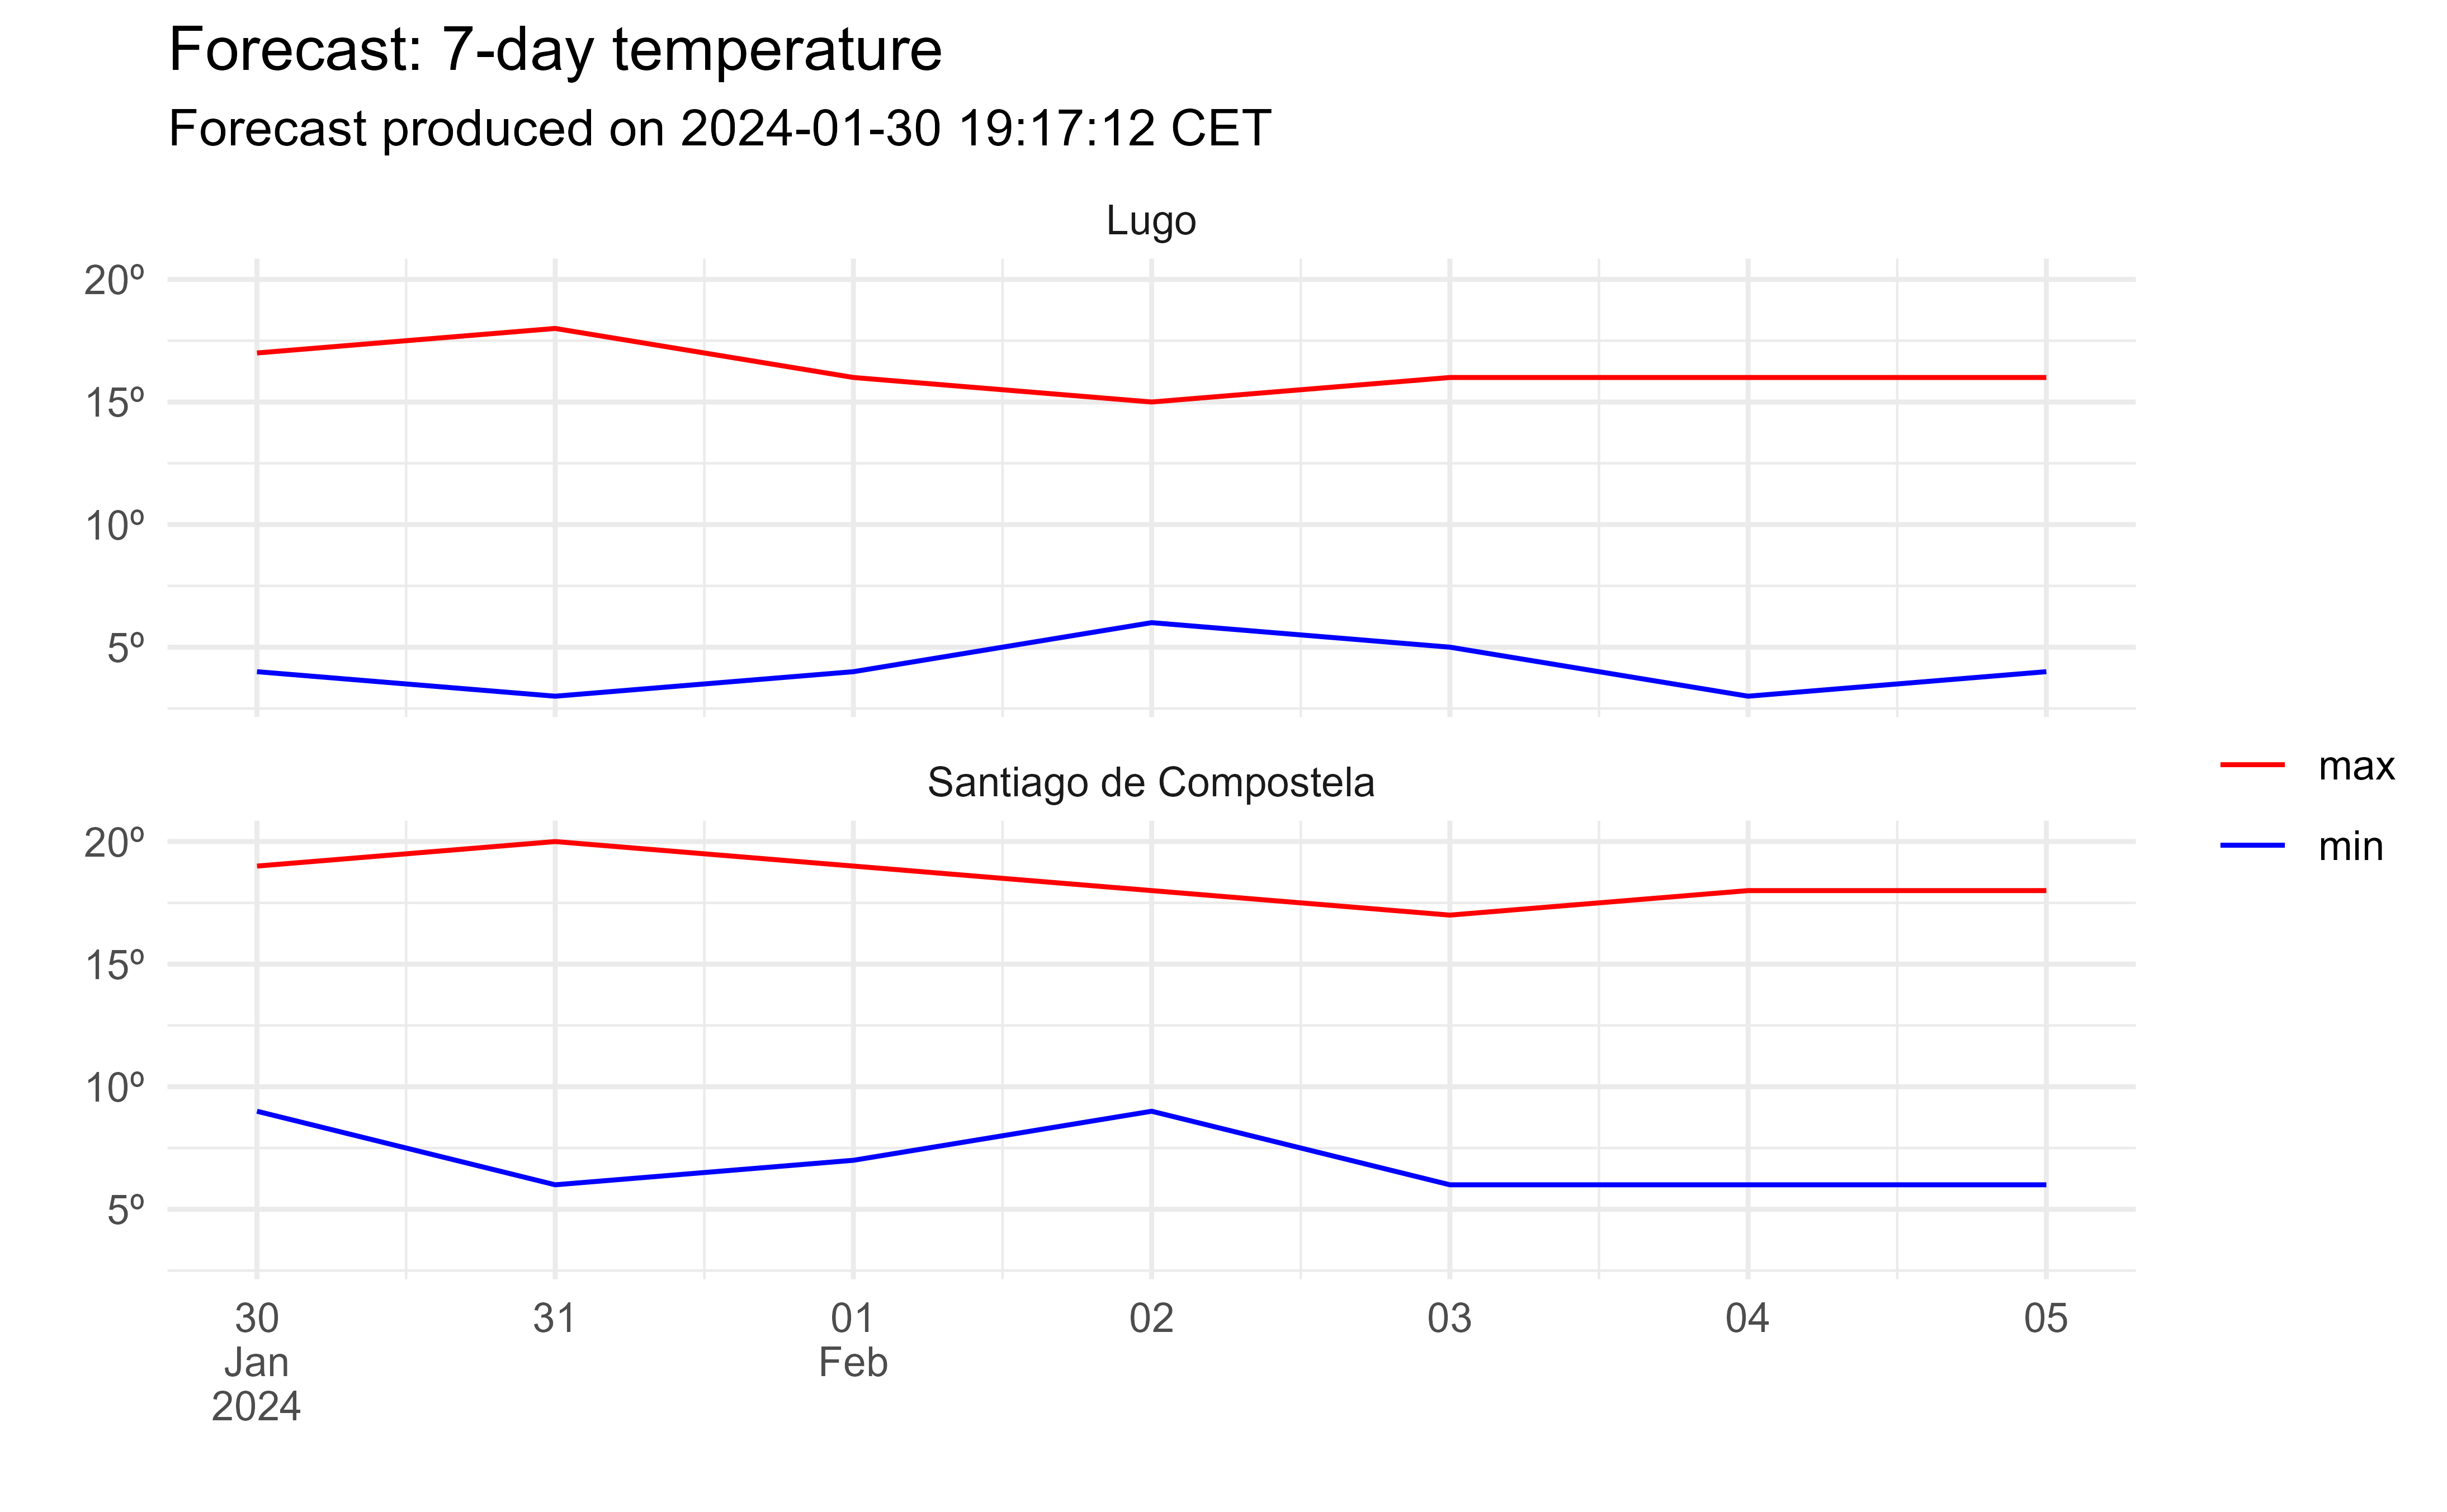 Forecast: 7-day temperature
Forecast produced on 2024-01-30 19:17:12 CET
Lugo
20º
15º
10º
5º
Santiago de Compostela
20º
15º
10º
5º
max
min
30 31 01 02 03 04 05
Jan Feb
2024